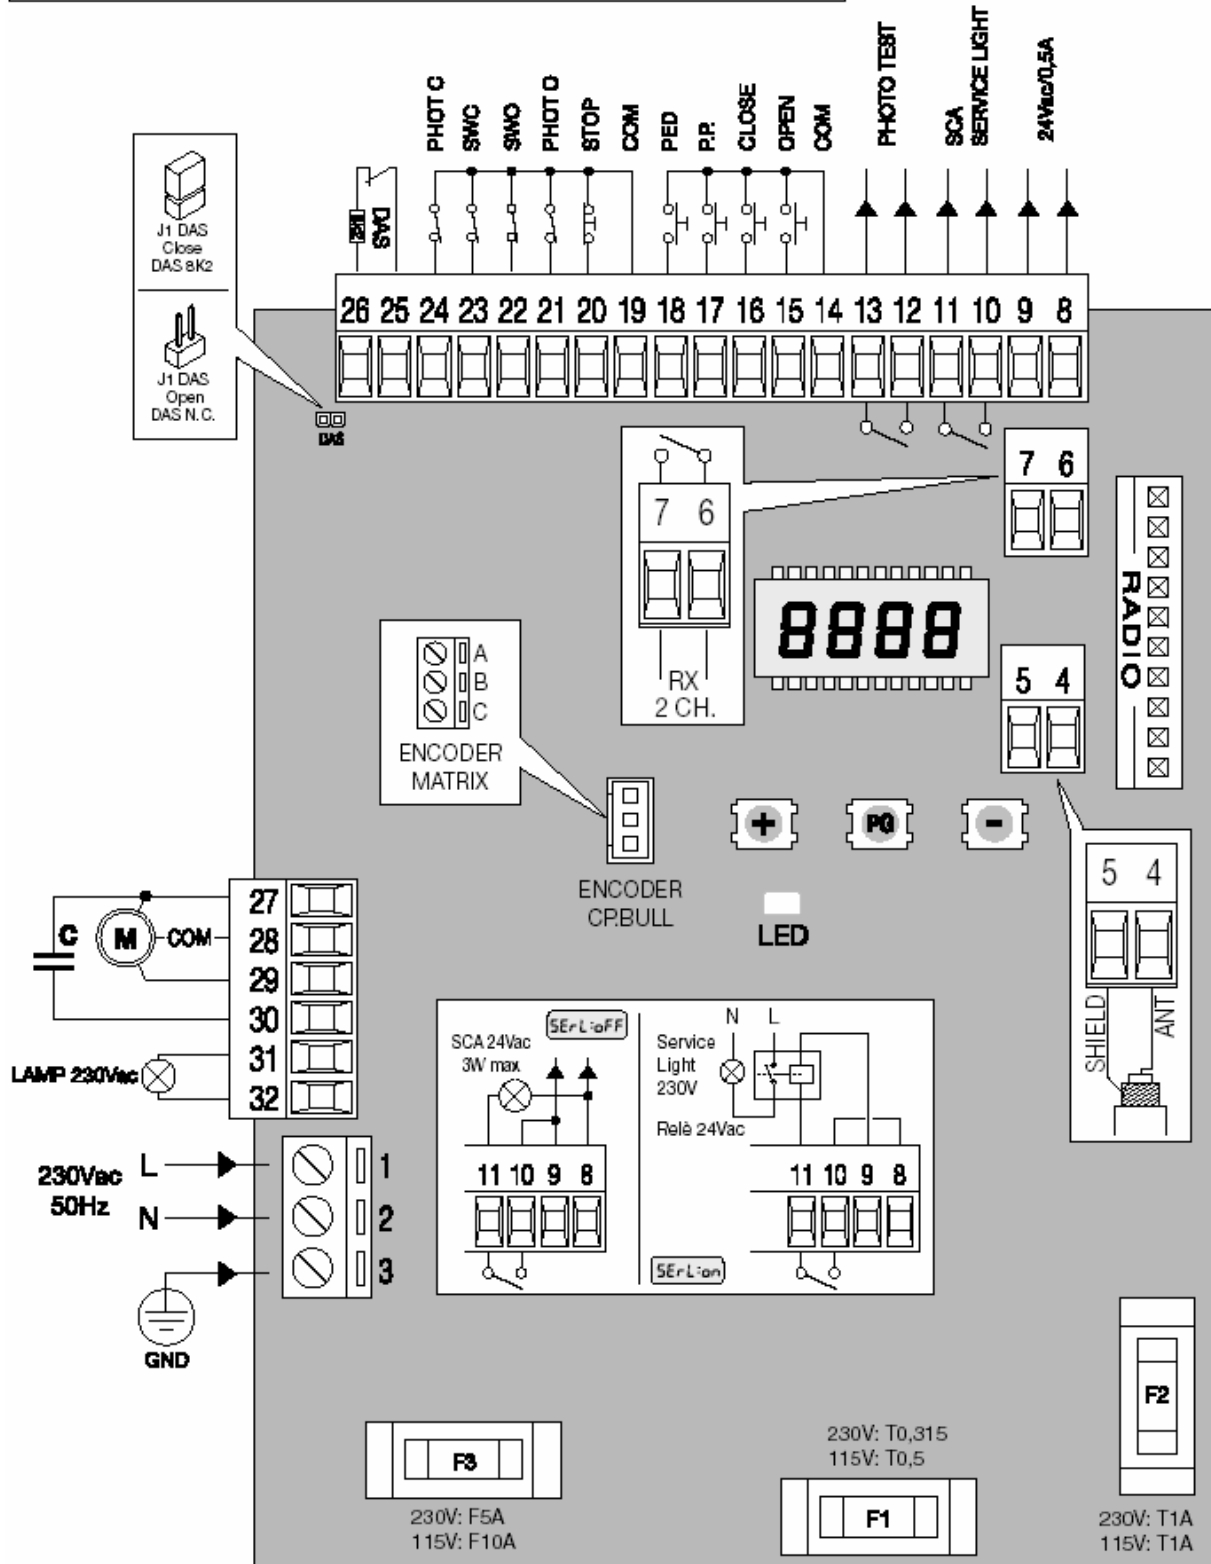 PHOT C
SWC
SWO
PHOT O
STOP
COM
PED
P.P.
CLOSE
OPEN
COM
PHOTO TEST
SCA
SERVICE LIGHT
24Vac/0,5A
J1 DAS
Close
DAS 8K2
J1 DAS
Open
DAS N.C.
8K2
DAS
26 25 24 23 22 21 20 19 18 17 16 15 14 13 12 11 10 9 8
DAS
7 6
7 6
RX
2 CH.
8888
RADIO
5 4
A
B
C
ENCODER
MATRIX
ENCODER
CP.BULL
+
PG
-
LED
5 4
SHIELD
ANT
27
28
29
30
31
32
C
M
COM
LAMP 230Vac
230Vac
50Hz
L
N
GND
1
2
3
SErL:oFF
SCA 24Vac
3W max
11 10 9 8
N L
Service
Light
230V
Relè 24Vac
11 10 9 8
SErL:on
F3
230V: F5A
115V: F10A
230V: T0,315
115V: T0,5
F1
F2
230V: T1A
115V: T1A